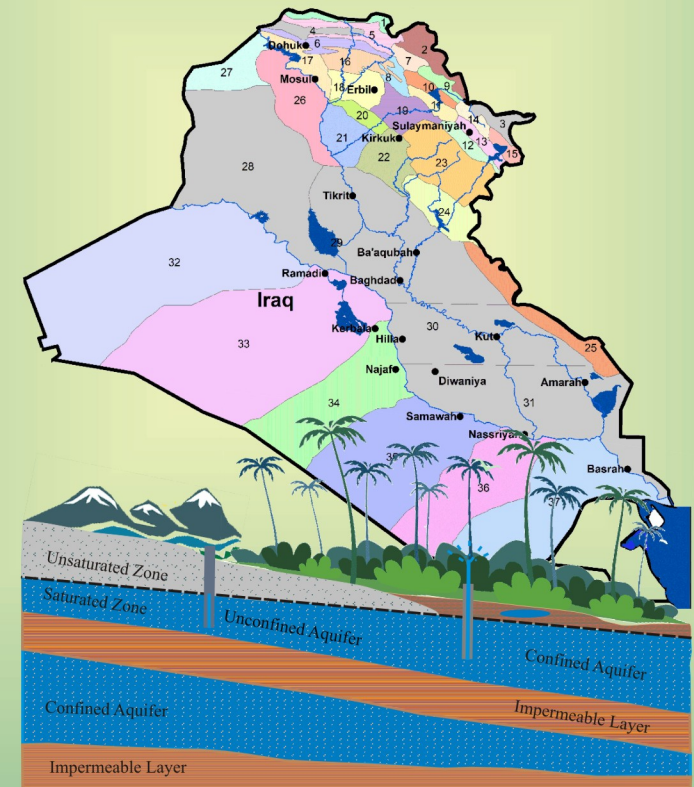 1
2
4
5
Dohuk
6
7
27
17
16
8
Mosul
18
Erbil
10
9
11
26
19
14
3
20
Sulaymaniyah
13
21
Kirkuk
12
15
22
23
28
Tikrit
24
29
Ba'aqubah
32
Ramadi
Baghdad
Iraq
30
Kerbala
Kut
33
Hilla
25
Najaf
Diwaniya
Amarah
34
31
Samawah
Nassriyah
35
Basrah
36
37
Unsaturated Zone
Saturated Zone
Unconfined Aquifer
Confined Aquifer
Confined Aquifer
Impermeable Layer
Impermeable Layer